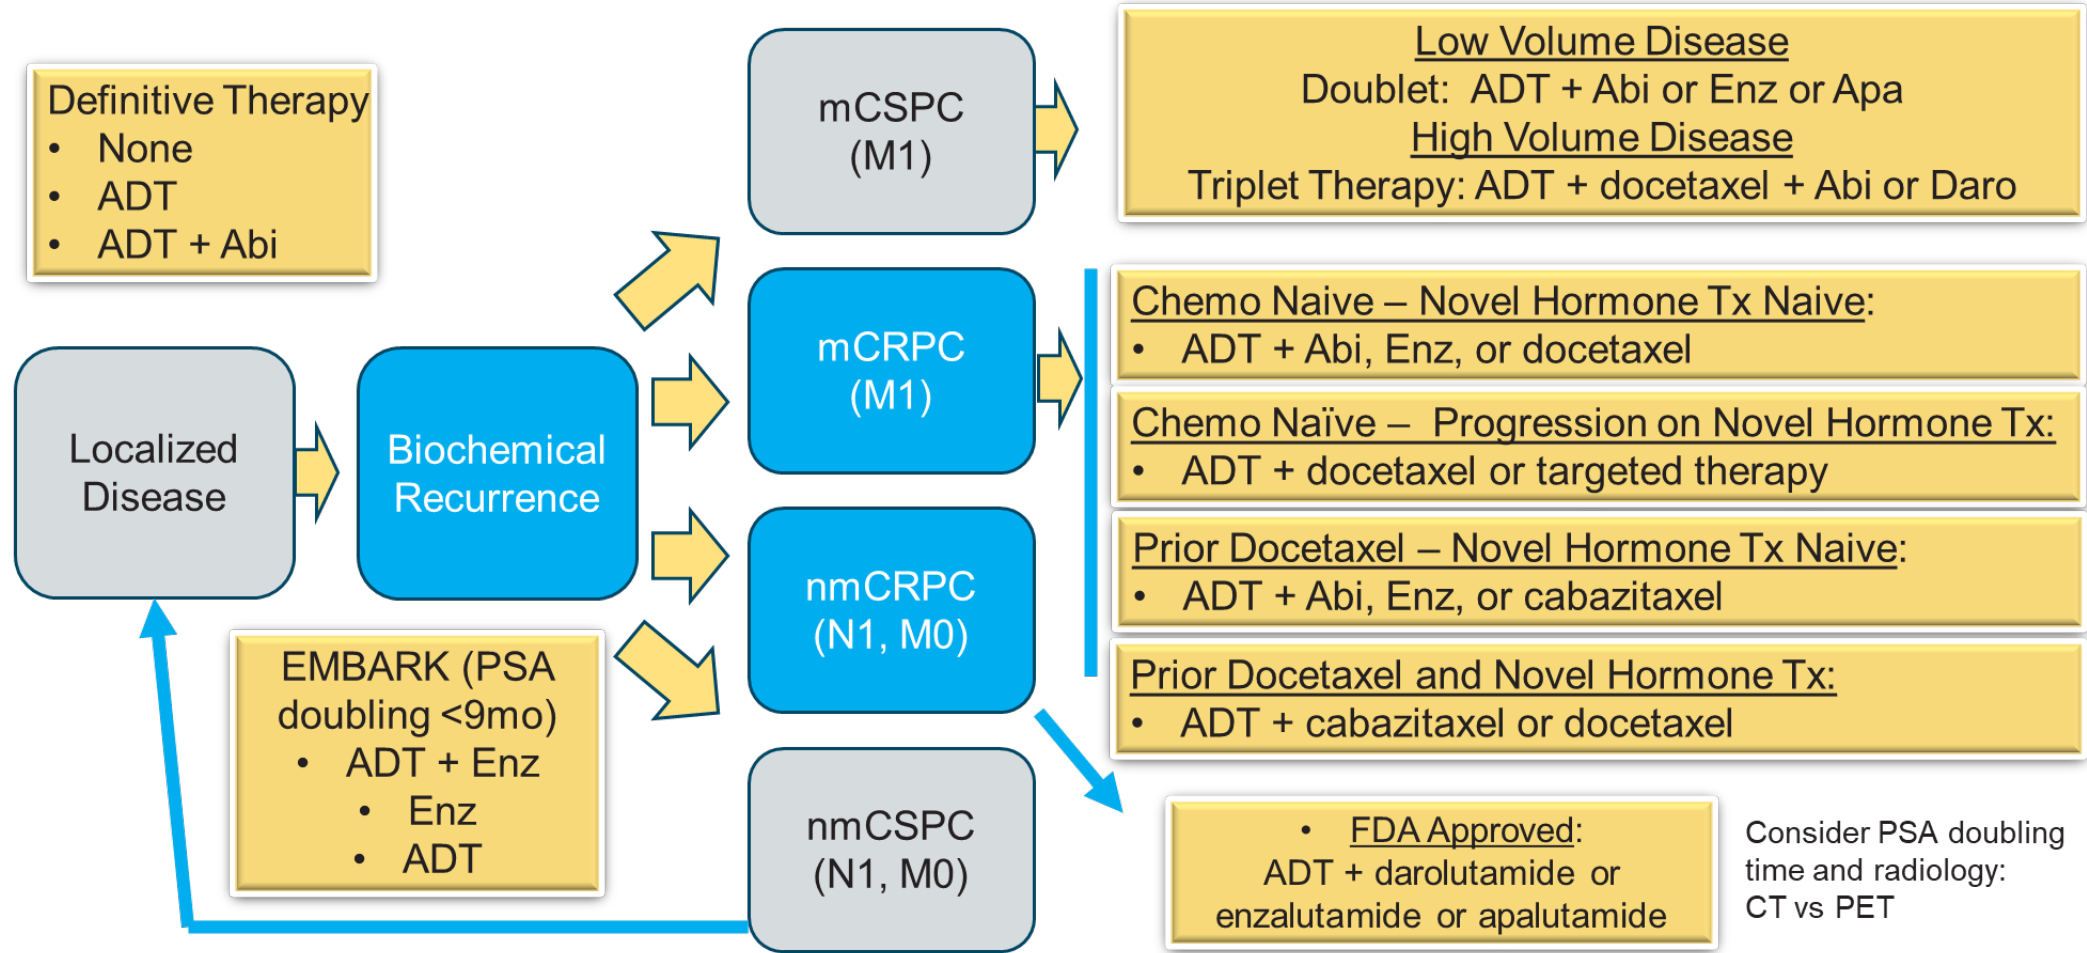 Definitive Therapy
• None
• ADT
• ADT + Abi
Localized
Disease
Biochemical
Recurrence
EMBARK (PSA
doubling <9mo)
• ADT + Enz
• Enz
• ADT
mCSPC
(M1)
mCRPC
(M1)
nmCRPC
(N1, M0)
nmCSPC
(N1, M0)
Low Volume Disease
Doublet: ADT + Abi or Enz or Apa
High Volume Disease
Triplet Therapy: ADT + docetaxel + Abi or Daro
Chemo Naive – Novel Hormone Tx Naive:
• ADT + Abi, Enz, or docetaxel
Chemo Naïve – Progression on Novel Hormone Tx:
• ADT + docetaxel or targeted therapy
Prior Docetaxel – Novel Hormone Tx Naive:
• ADT + Abi, Enz, or cabazitaxel
Prior Docetaxel and Novel Hormone Tx:
• ADT + cabazitaxel or docetaxel
• FDA Approved:
ADT + darolutamide or
enzalutamide or apalutamide
Consider PSA doubling
time and radiology:
CT vs PET